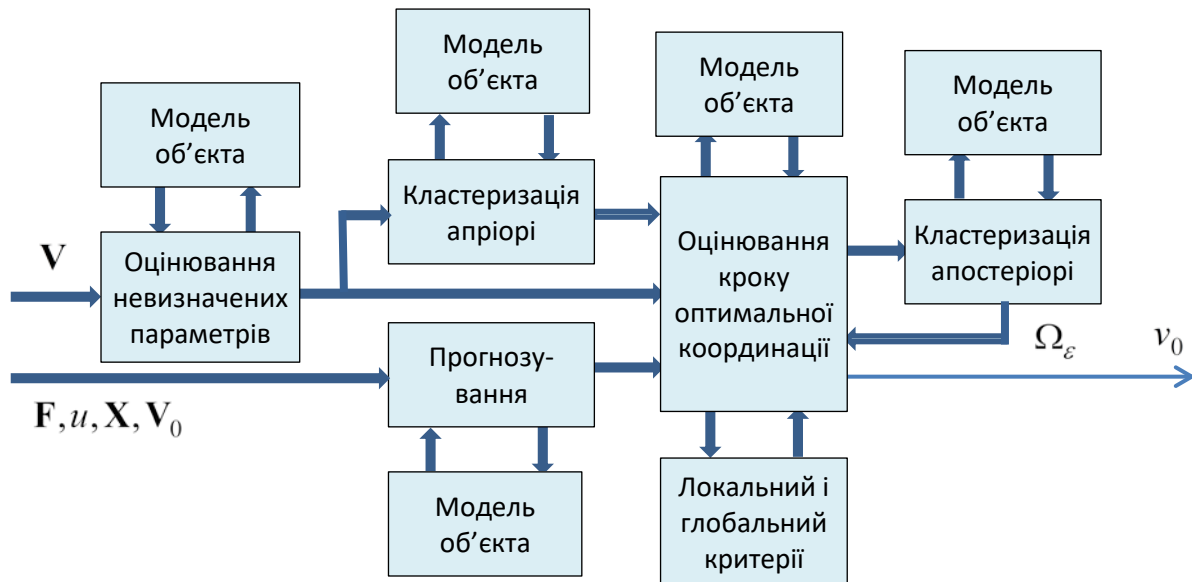 Модель
об’єкта
Модель
об’єкта
Модель
об’єкта
Модель
об’єкта
V
Оцінювання
невизначених
параметрів
Кластеризація
апріорі
Оцінювання
кроку
оптимальної
координації
Кластеризація
апостеріорі
Прогнозу-
вання
Ωε
v0
F, u, X, V0
Модель
об’єкта
Локальний і
глобальний
критерії